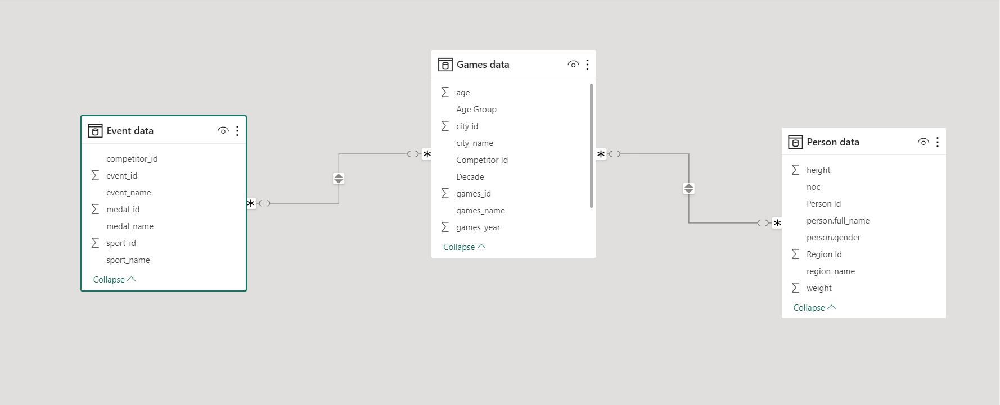 Event data
competitor_id
event_id
event_name
medal_id
medal_name
sport_id
sport_name
Collapse
Games data
age
Age Group
city id
city_name
Competitor Id
Decade
games_id
games_name
games_year
Collapse
Person data
height
noc
Person Id
person.full_name
person.gender
Region Id
region_name
weight
Collapse